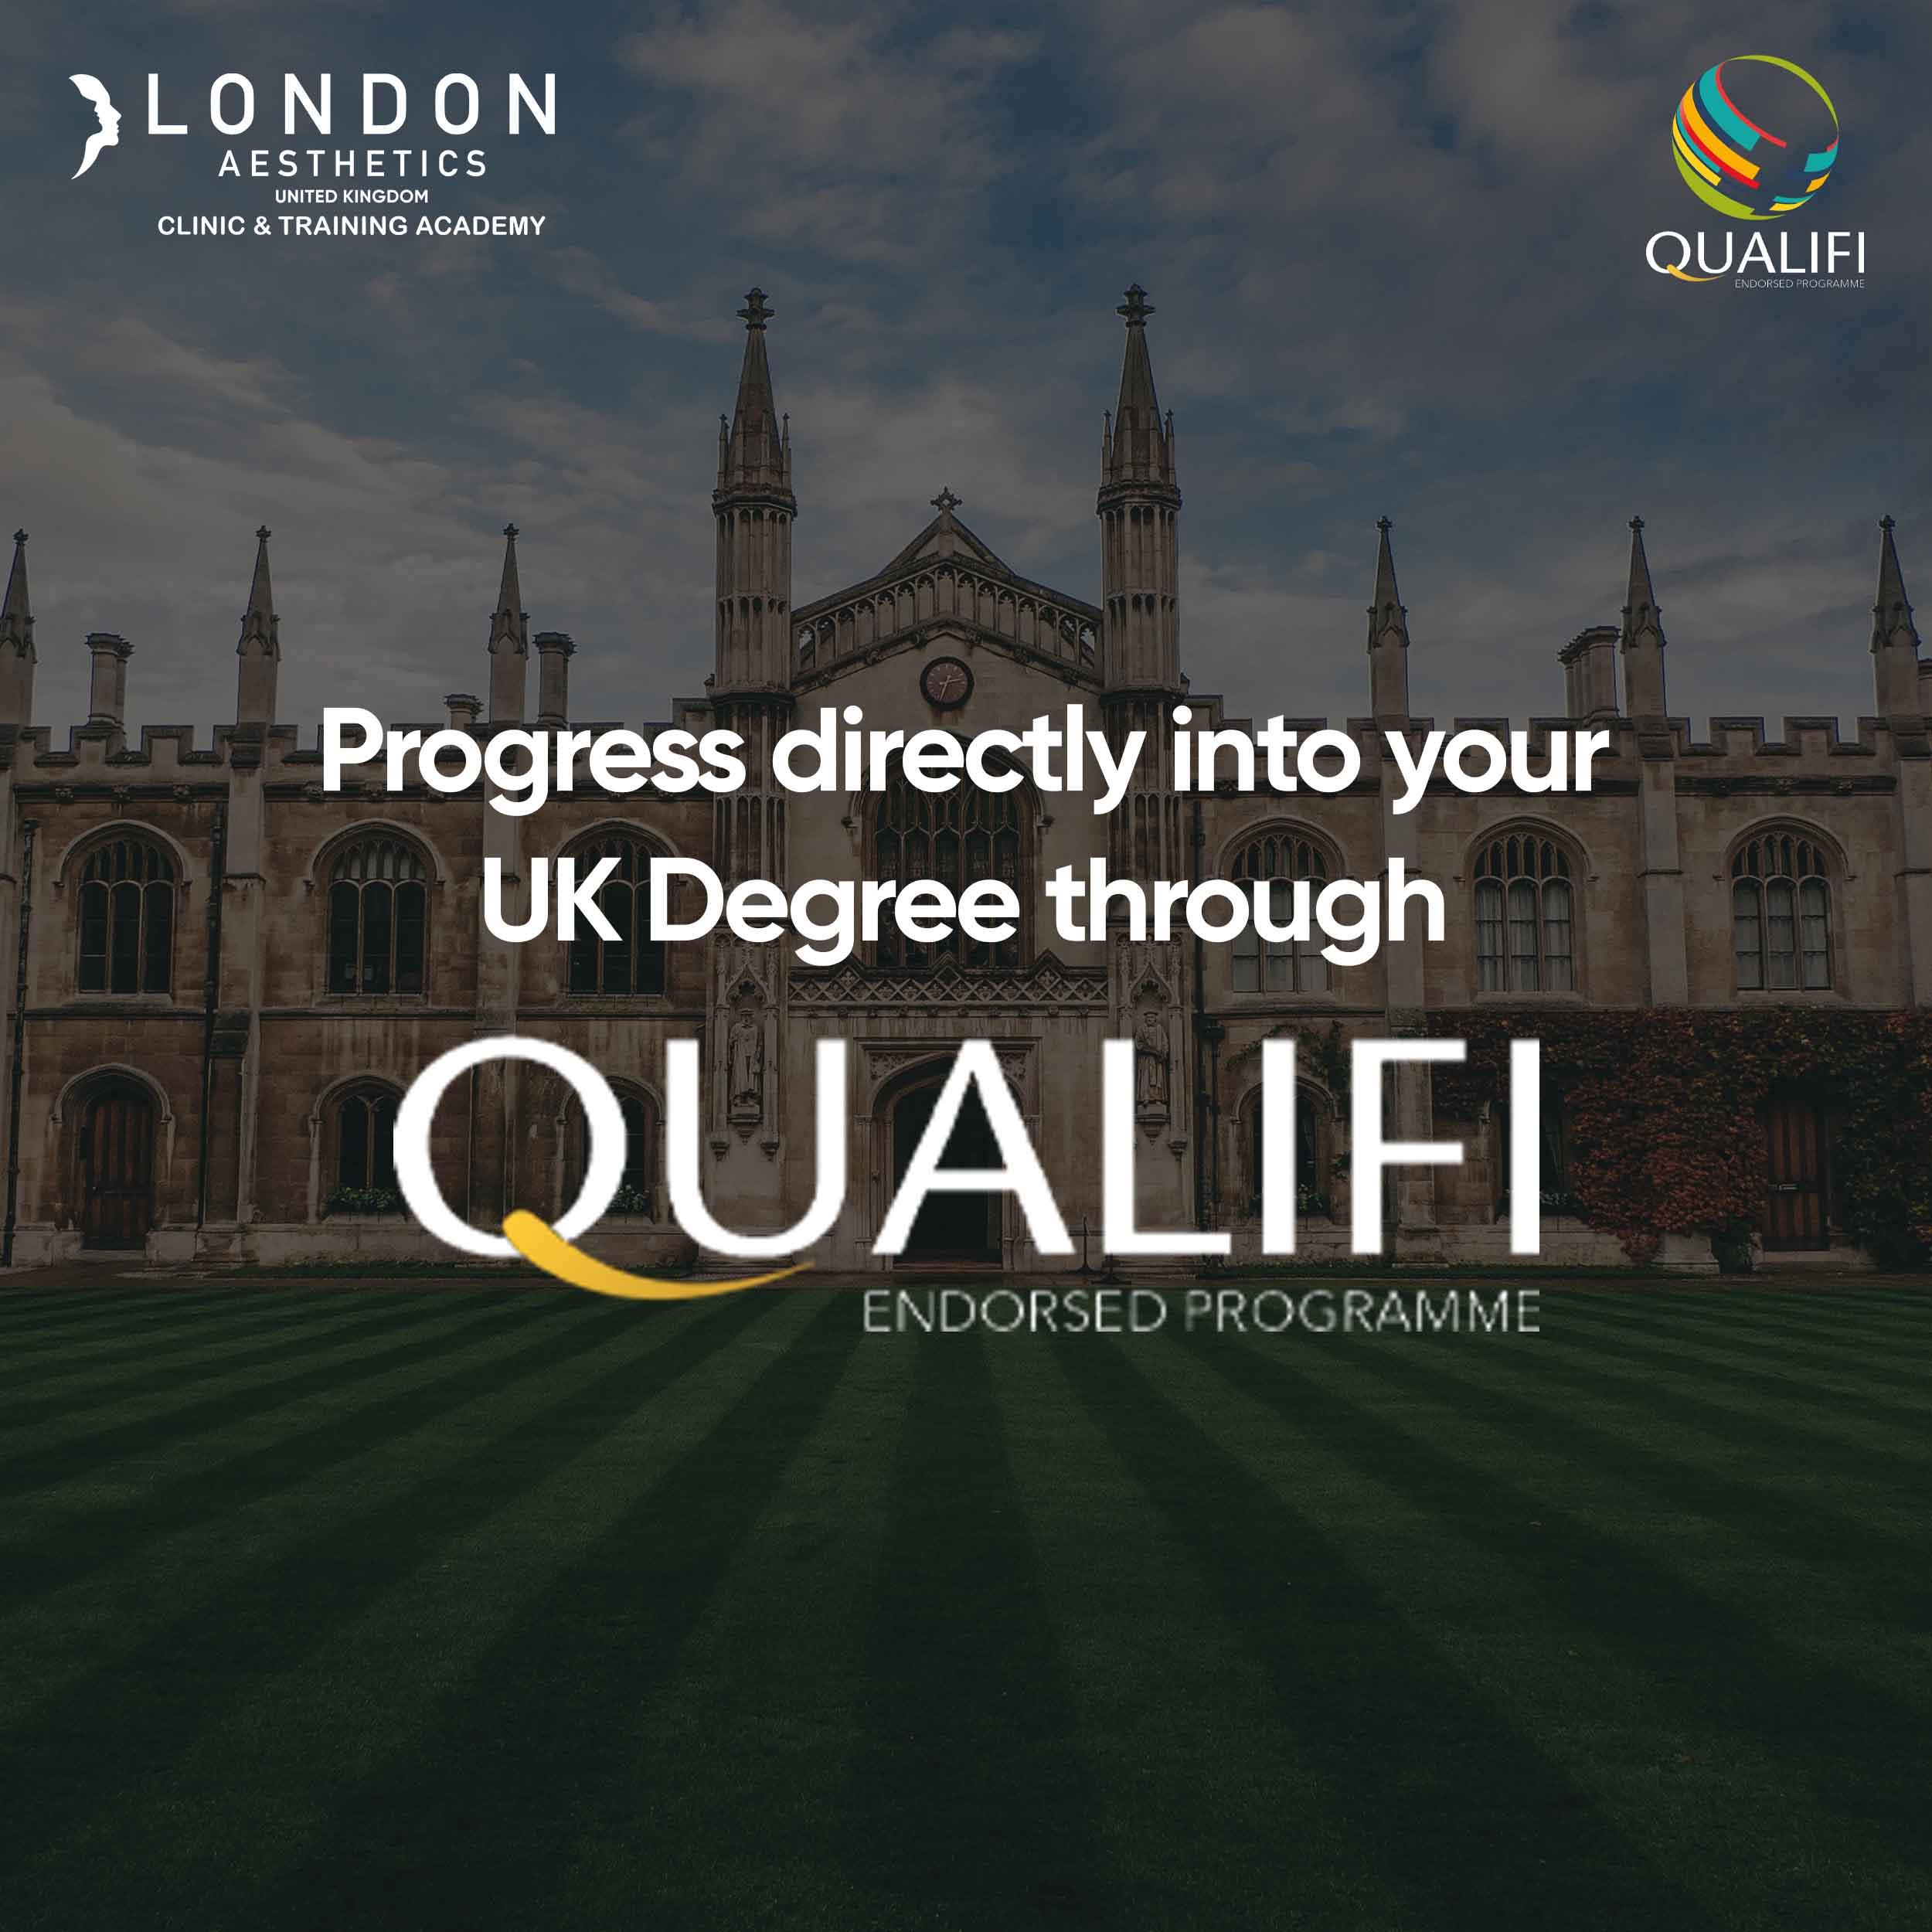 LONDON
AESTHETICS
UNITED KINGDOM
CLINIC & TRAINING ACADEMY
QUALIFI
ENDORSED PROGRAMME
Progress directly into your
UK Degree through
QUALIFI
ENDORSED PROGRAMME